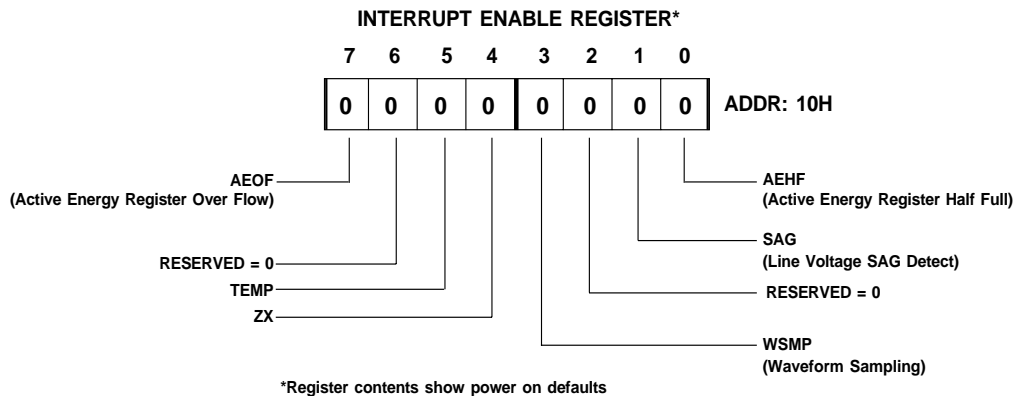 INTERRUPT ENABLE REGISTER*
7 6 5 4 3 2 1 0
0 0 0 0 0 0 0 0 ADDR: 10H
AEOF
(Active Energy Register Over Flow)
RESERVED = 0
TEMP
ZX
AEHF
(Active Energy Register Half Full)
SAG
(Line Voltage SAG Detect)
RESERVED = 0
WSMP
(Waveform Sampling)
*Register contents show power on defaults